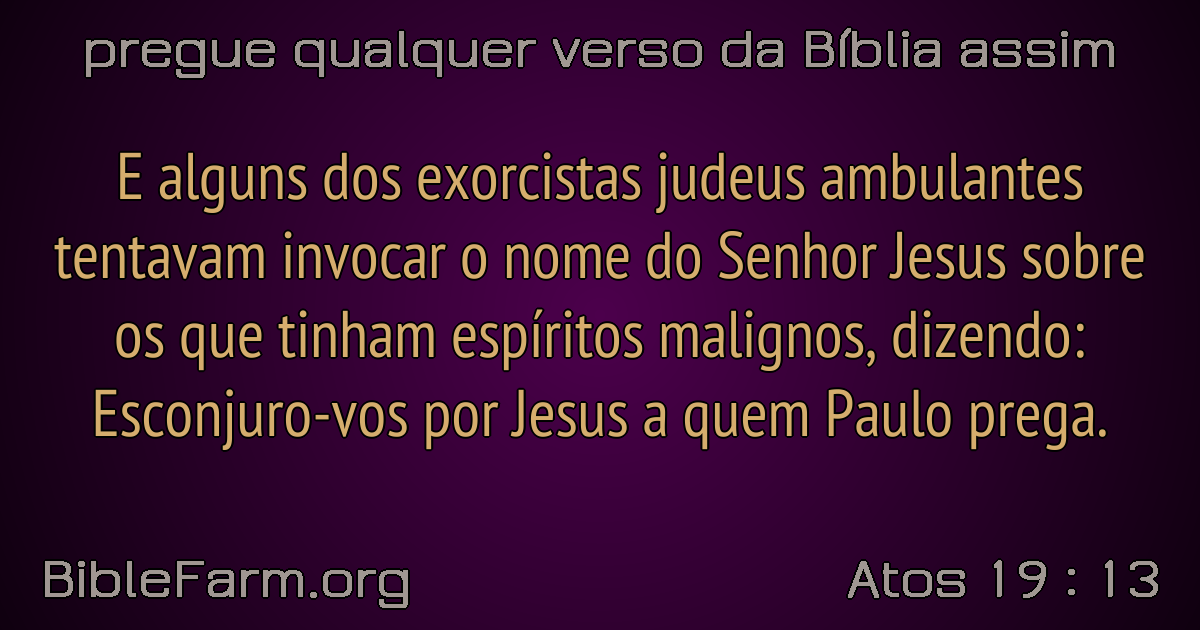 pregue qualquer verso da Bíblia assim
E alguns dos exorcistas judeus ambulantes
tentavam invocar o nome do Senhor Jesus sobre
os que tinham espíritos malignos, dizendo:
Esconjuro-vos por Jesus a quem Paulo prega.
BibleFarm.org
Atos 19 : 13